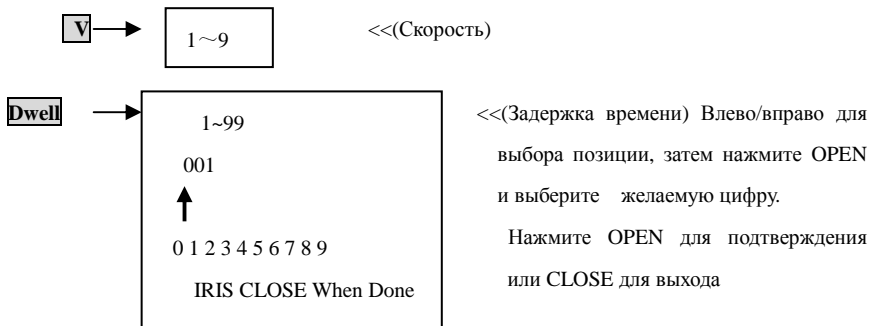 V
1～9
<<(Скорость)
Dwell
1~99
001
0 1 2 3 4 5 6 7 8 9
IRIS CLOSE When Done
<<(Задержка времени) Влево/вправо для
выбора позиции, затем нажмите OPEN
и выберите желаемую цифру.
Нажмите OPEN для подтверждения
или CLOSE для выхода